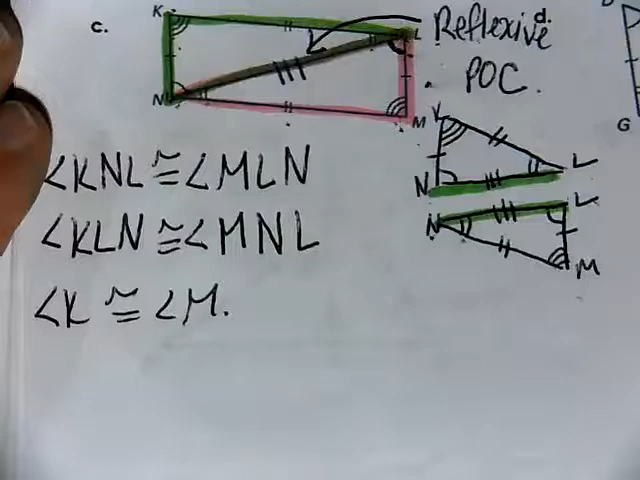 c.
K
L
N
M
Reflexive
POC.
d.
G
∠KNL ≅ ∠MLN
∠KLN ≅ ∠MNL
∠K ≅ ∠M.
N
L
N
L
M